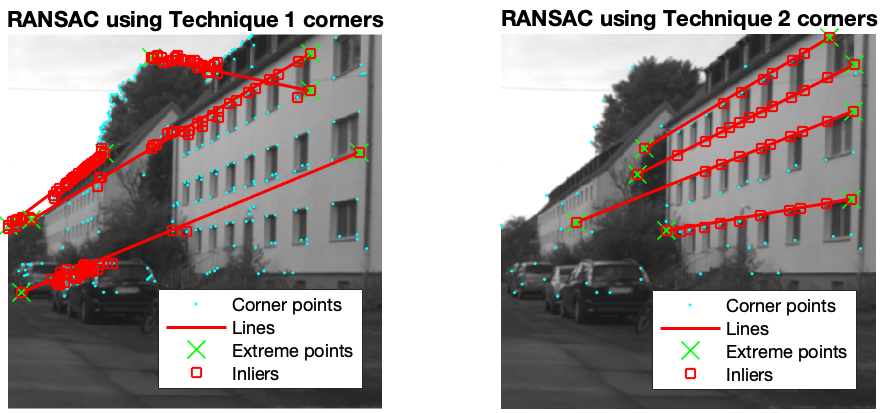 RANSAC using Technique 1 corners
RANSAC using Technique 2 corners
Corner points
Lines
Extreme points
Inliers
Corner points
Lines
Extreme points
Inliers